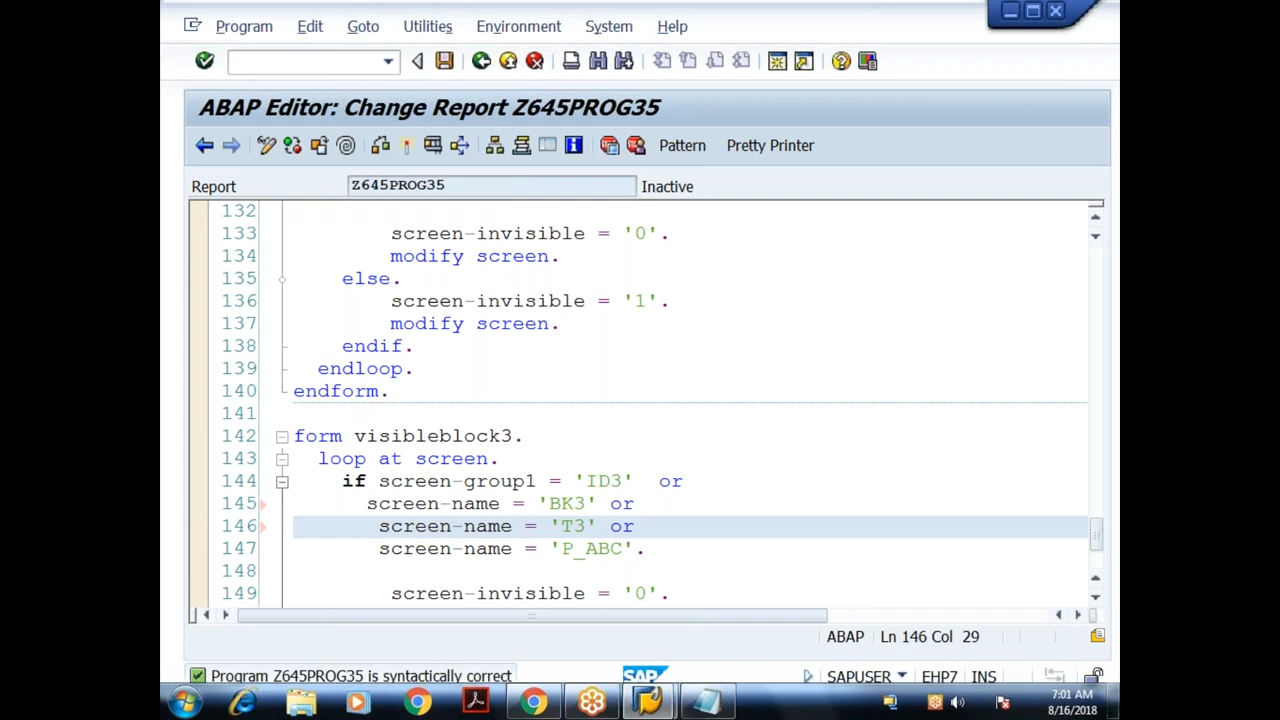 Program Edit Goto Utilities Environment System Help
ABAP Editor: Change Report Z645PROG35
Pattern Pretty Printer
Report Z645PROG35 Inactive
132
133 screen-invisible = '0'.
134 modify screen.
135 else.
136 screen-invisible = '1'.
137 modify screen.
138 endif.
139 endloop.
140 endform.
141
142 form visibleblock3.
143 loop at screen.
144 if screen-group1 = 'ID3' or
145 screen-name = 'BK3' or
146 screen-name = 'T3' or
147 screen-name = 'P_ABC'.
148
149 screen-invisible = '0'.
ABAP Ln 146 Col 29
Program Z645PROG35 is syntactically correct SAP SAPUSER EHP7 INS
7:01 AM
8/16/2018